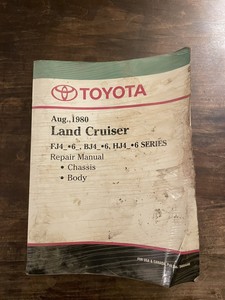 TOYOTA
Aug., 1980
Land Cruiser
FJ4_•6_, BJ4_•6, HJ4_•6 SERIES
Repair Manual
• Chassis
• Body